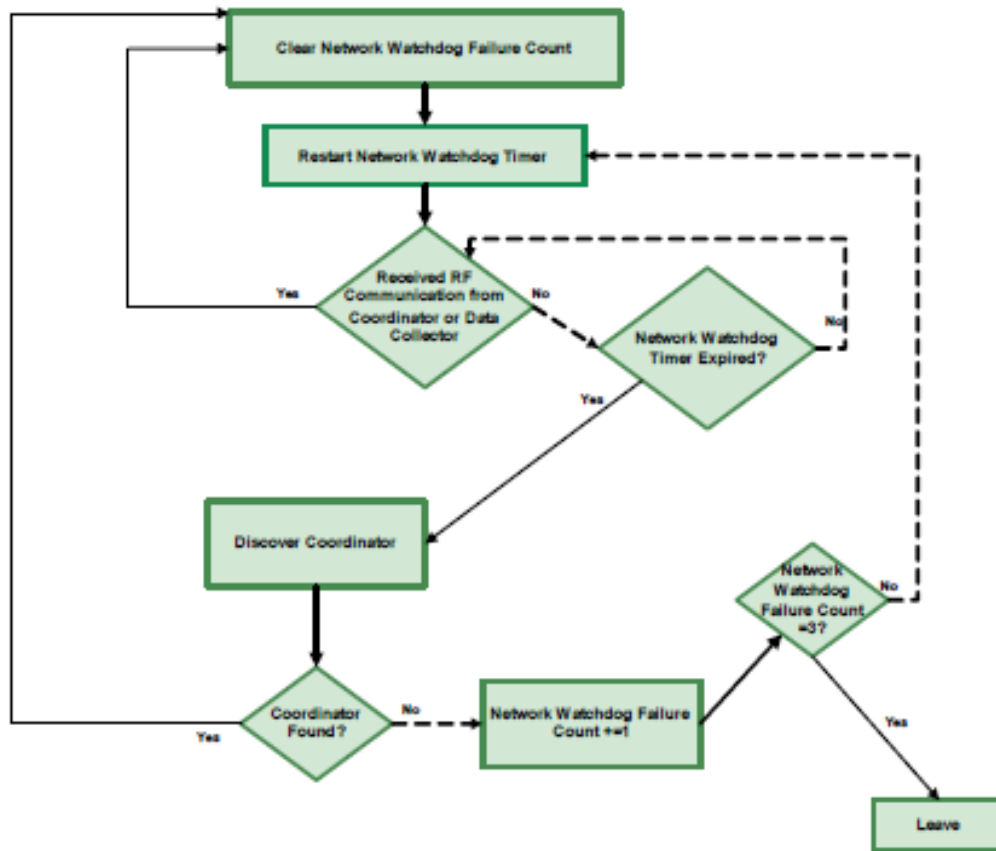 Clear Network Watchdog Failure Count
Restart Network Watchdog Timer
Received RF
Communication from
Coordinator or Data
Collector
Yes
No
Network Watchdog
Timer Expired?
No
Yes
Discover Coordinator
Network
Watchdog
Failure Count
=3?
No
Coordinator
Found?
Yes
No
Network Watchdog Failure
Count +=1
Yes
Leave